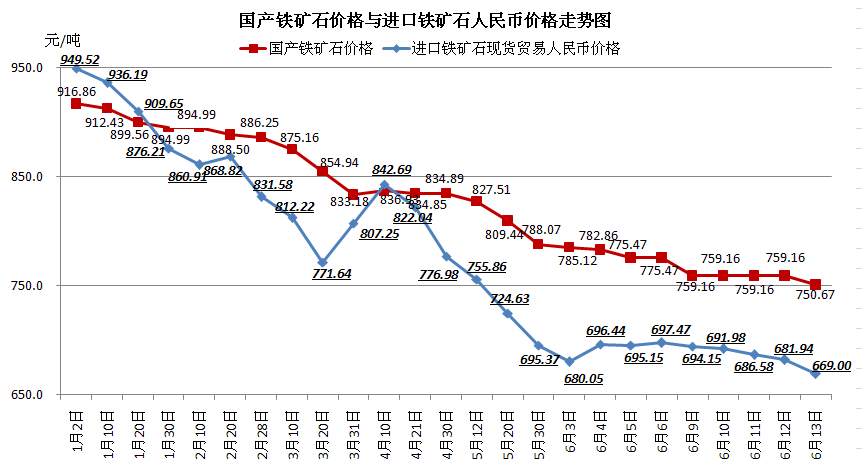 国产铁矿石价格与进口铁矿石人民币价格走势图
元/吨
国产铁矿石价格 进口铁矿石现货贸易人民币价格
950.0
850.0
750.0
650.0
949.52
936.19
909.65
876.21
860.91
868.82
831.58
812.22
771.64
807.25
842.69
822.04
776.98
755.86
724.63
695.37
680.05
696.44
695.15
697.47
694.15
691.98
686.58
681.94
669.00
916.86
912.43
899.56
894.99
894.99
888.50
886.25
875.16
854.94
833.18
834.85
834.89
827.51
809.44
788.07
785.12
782.86
775.47
775.47
759.16
759.16
759.16
759.16
750.67
1月2日
1月10日
1月20日
1月30日
2月10日
2月20日
2月28日
3月10日
3月20日
3月31日
4月10日
4月21日
4月30日
5月12日
5月20日
5月30日
6月3日
6月4日
6月5日
6月6日
6月9日
6月10日
6月11日
6月12日
6月13日